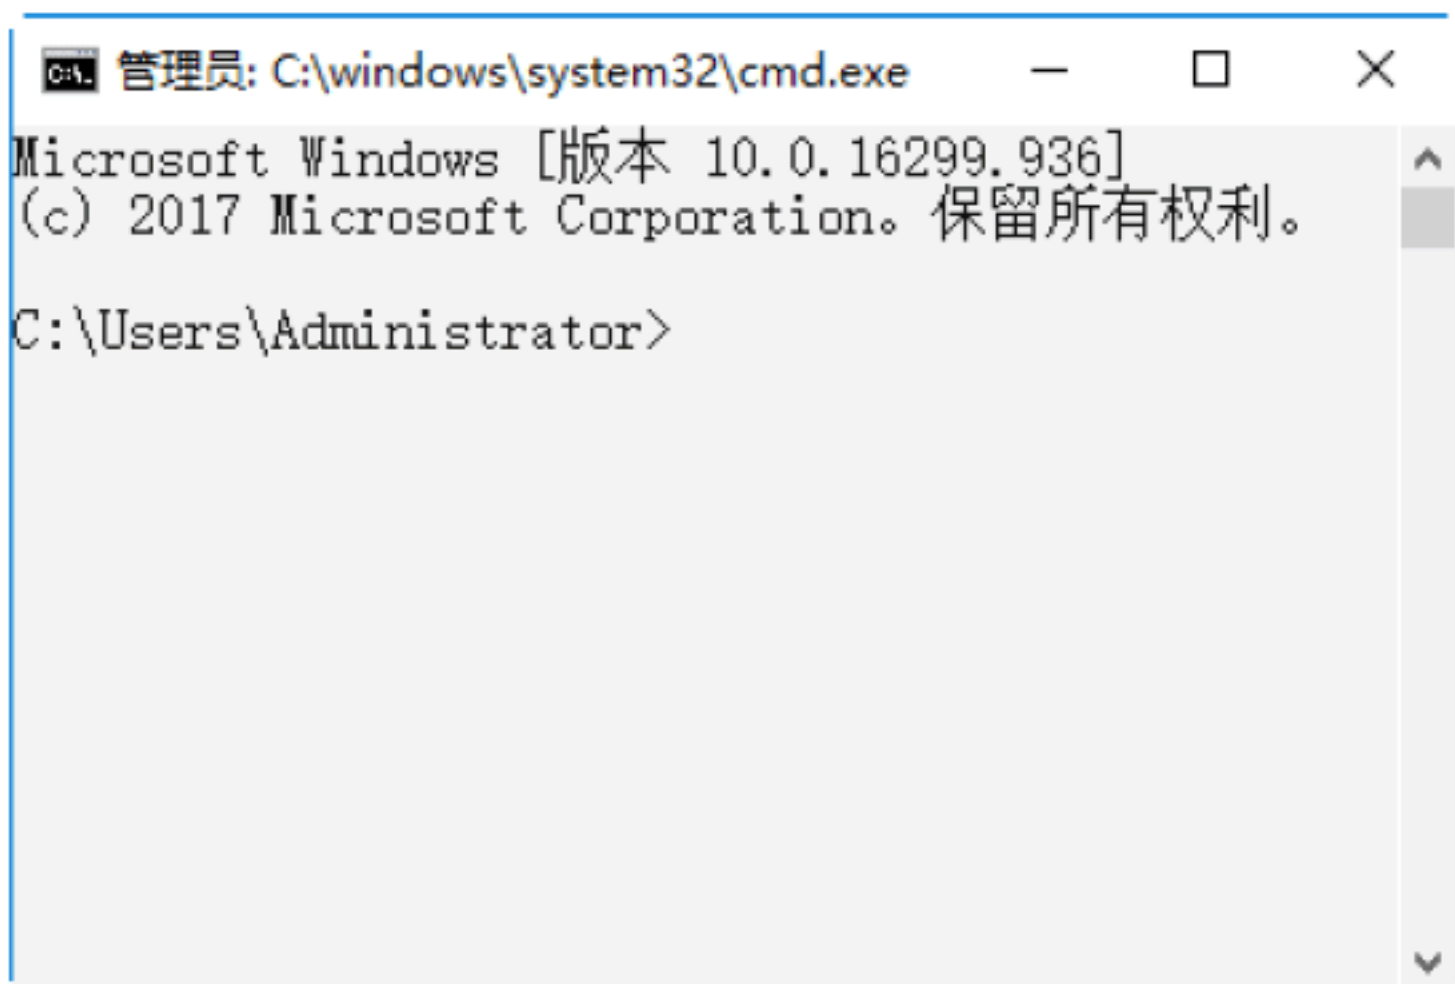 管理员: C:\windows\system32\cmd.exe
Microsoft Windows [版本 10.0.16299.936]
(c) 2017 Microsoft Corporation。保留所有权利。
C:\Users\Administrator>